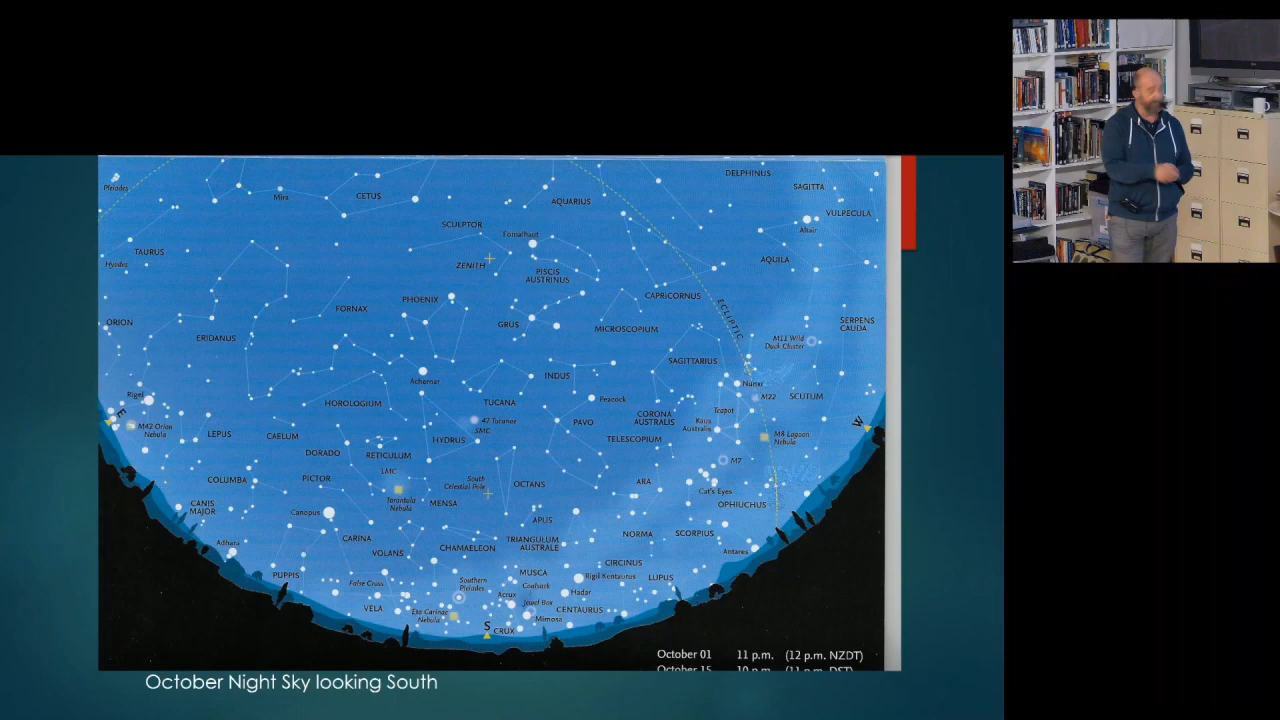 DELPHINUS
Pleiades
SAGITTA
Mira
CETUS
AQUARIUS
VULPECULA
SCULPTOR
Fomalhaut
Altair
TAURUS
Hyades
ZENITH
PISCIS
AUSTRINUS
AQUILA
PHOENIX
CAPRICORNUS
FORNAX
ECLIPTIC
ORION
ERIDANUS
GRUS
MICROSCOPIUM
SERPENS
CAUDA
M11 Wild
Duck Cluster
SAGITTARIUS
Achernar
INDUS
Nunki
Rigel
HOROLOGIUM
TUCANA
Peacock
M22
SCUTUM
E
M42 Orion
Nebula
47 Tucanae
SMC
PAVO
CORONA
AUSTRALIS
Teapot
Kaus
Australis
W
LEPUS
CAELUM
HYDRUS
TELESCOPIUM
M8 Lagoon
Nebula
DORADO
RETICULUM
M7
LMC
COLUMBA
PICTOR
South
Celestial Pole
OCTANS
ARA
Cat's Eyes
Tarantula
Nebula
MENSA
OPHIUCHUS
CANIS
MAJOR
Canopus
APUS
CARINA
TRIANGULUM
AUSTRALE
NORMA
SCORPIUS
Adhara
VOLANS
CHAMAELEON
Antares
CIRCINUS
PUPPIS
False Cross
Southern
Pleiades
MUSCA
Coalsack
Rigil Kentaurus
LUPUS
Acrux
Hadar
VELA
Eta Carinae
Nebula
Jewel Box
CENTAURUS
Mimosa
S
CRUX
October 01 11 p.m. (12 p.m. NZDT)
October 15 10 p.m. (11 p.m. DST)
October Night Sky looking South